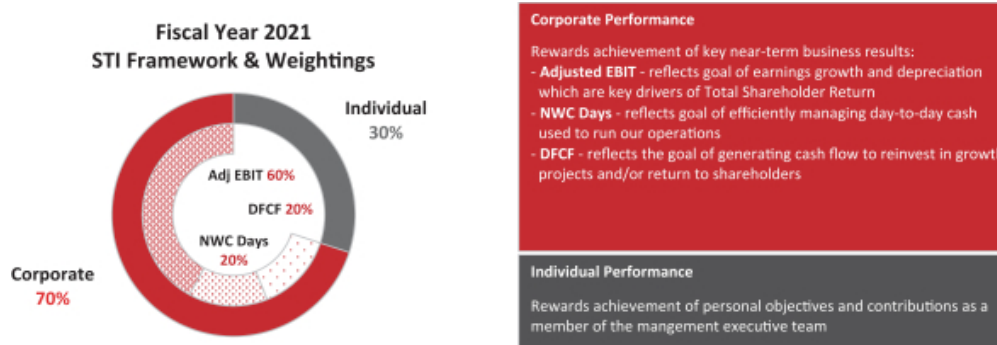 Fiscal Year 2021
STI Framework & Weightings
Individual
30%
Adj EBIT 60%
DFCF 20%
NWC Days
20%
Corporate
70%
Corporate Performance
Rewards achievement of key near-term business results:
- Adjusted EBIT - reflects goal of earnings growth and depreciation
which are key drivers of Total Shareholder Return
- NWC Days - reflects goal of efficiently managing day-to-day cash
used to run our operations
- DFCF - reflects the goal of generating cash flow to reinvest in growth
projects and/or return to shareholders
Individual Performance
Rewards achievement of personal objectives and contributions as a
member of the mangement executive team